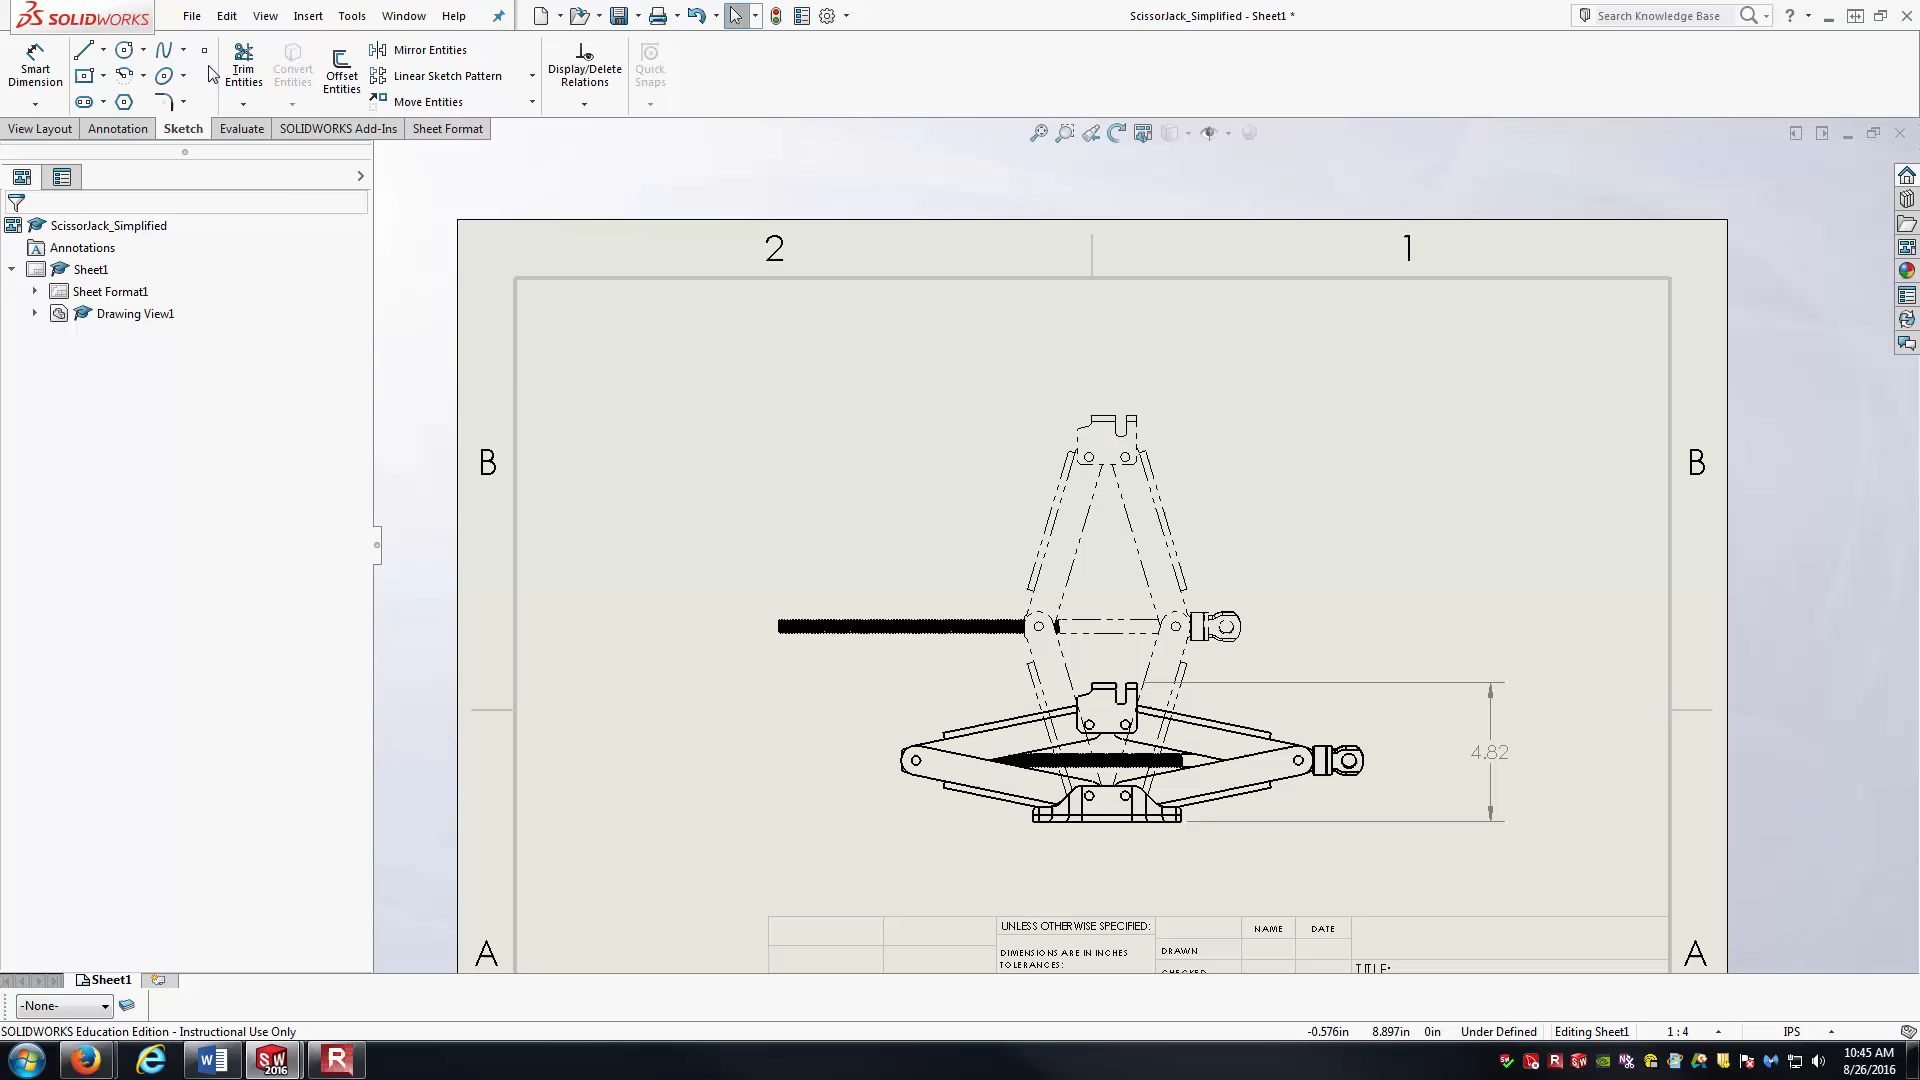 SOLIDWORKS
File Edit View Insert Tools Window Help
ScissorJack_Simplified - Sheet1 *
Search Knowledge Base
?
Smart Dimension
Trim Entities
Convert Entities
Offset Entities
Mirror Entities
Linear Sketch Pattern
Move Entities
Display/Delete Relations
Quick Snaps
View Layout Annotation Sketch Evaluate SOLIDWORKS Add-Ins Sheet Format
ScissorJack_Simplified
Annotations
Sheet1
Sheet Format1
Drawing View1
2 1
B B
4.82
A A
UNLESS OTHERWISE SPECIFIED:
DIMENSIONS ARE IN INCHES
TOLERANCES:
NAME DATE
DRAWN
CHECKED
TITLE:
Sheet1
-None-
SOLIDWORKS Education Edition - Instructional Use Only
-0.576in 8.897in 0in Under Defined Editing Sheet1 1 : 4 IPS
SW 2016
10:45 AM
8/26/2016